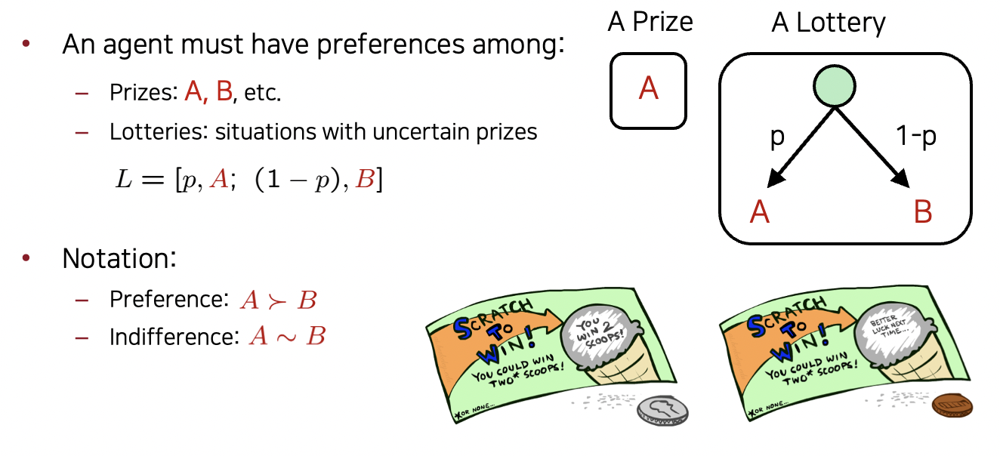 • An agent must have preferences among:
– Prizes: A, B, etc.
– Lotteries: situations with uncertain prizes
L = [p, A; (1 − p), B]
• Notation:
– Preference: A ≻ B
– Indifference: A ∼ B
A Prize
A
A Lottery
p
1-p
A
B
SCRATCH
TO
WIN!
YOU COULD WIN
TWO* SCOOPS!
*OR NONE...
YOU
WIN 2
SCOOPS!
SCRATCH
TO
WIN!
YOU COULD WIN
TWO* SCOOPS!
*OR NONE...
BETTER
LUCK NEXT
TIME...